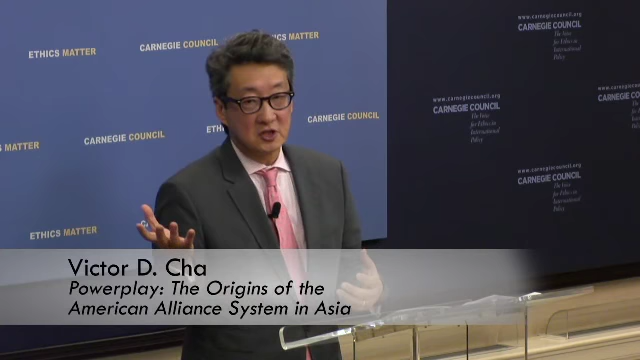 www.carnegiecouncil.org
CARNEGIE COUNCIL
The Voice
for Ethics in
International
Policy
ETHICS MATTER
CARNEGIE COUNCIL
ETHICS MATTER
www.carnegiecouncil.org
CARNEGIE COUNCIL
The Voice
for Ethics in
International
Policy
CARNEGIE COUNCIL
ETHICS MATTER
CARNEGIE COUNCIL
www.carnegiecouncil.org
CARNEGIE COUNCIL
The Voice
for Ethics in
International
Policy
ETHICS MATTER
Victor D. Cha
Powerplay: The Origins of the
American Alliance System in Asia